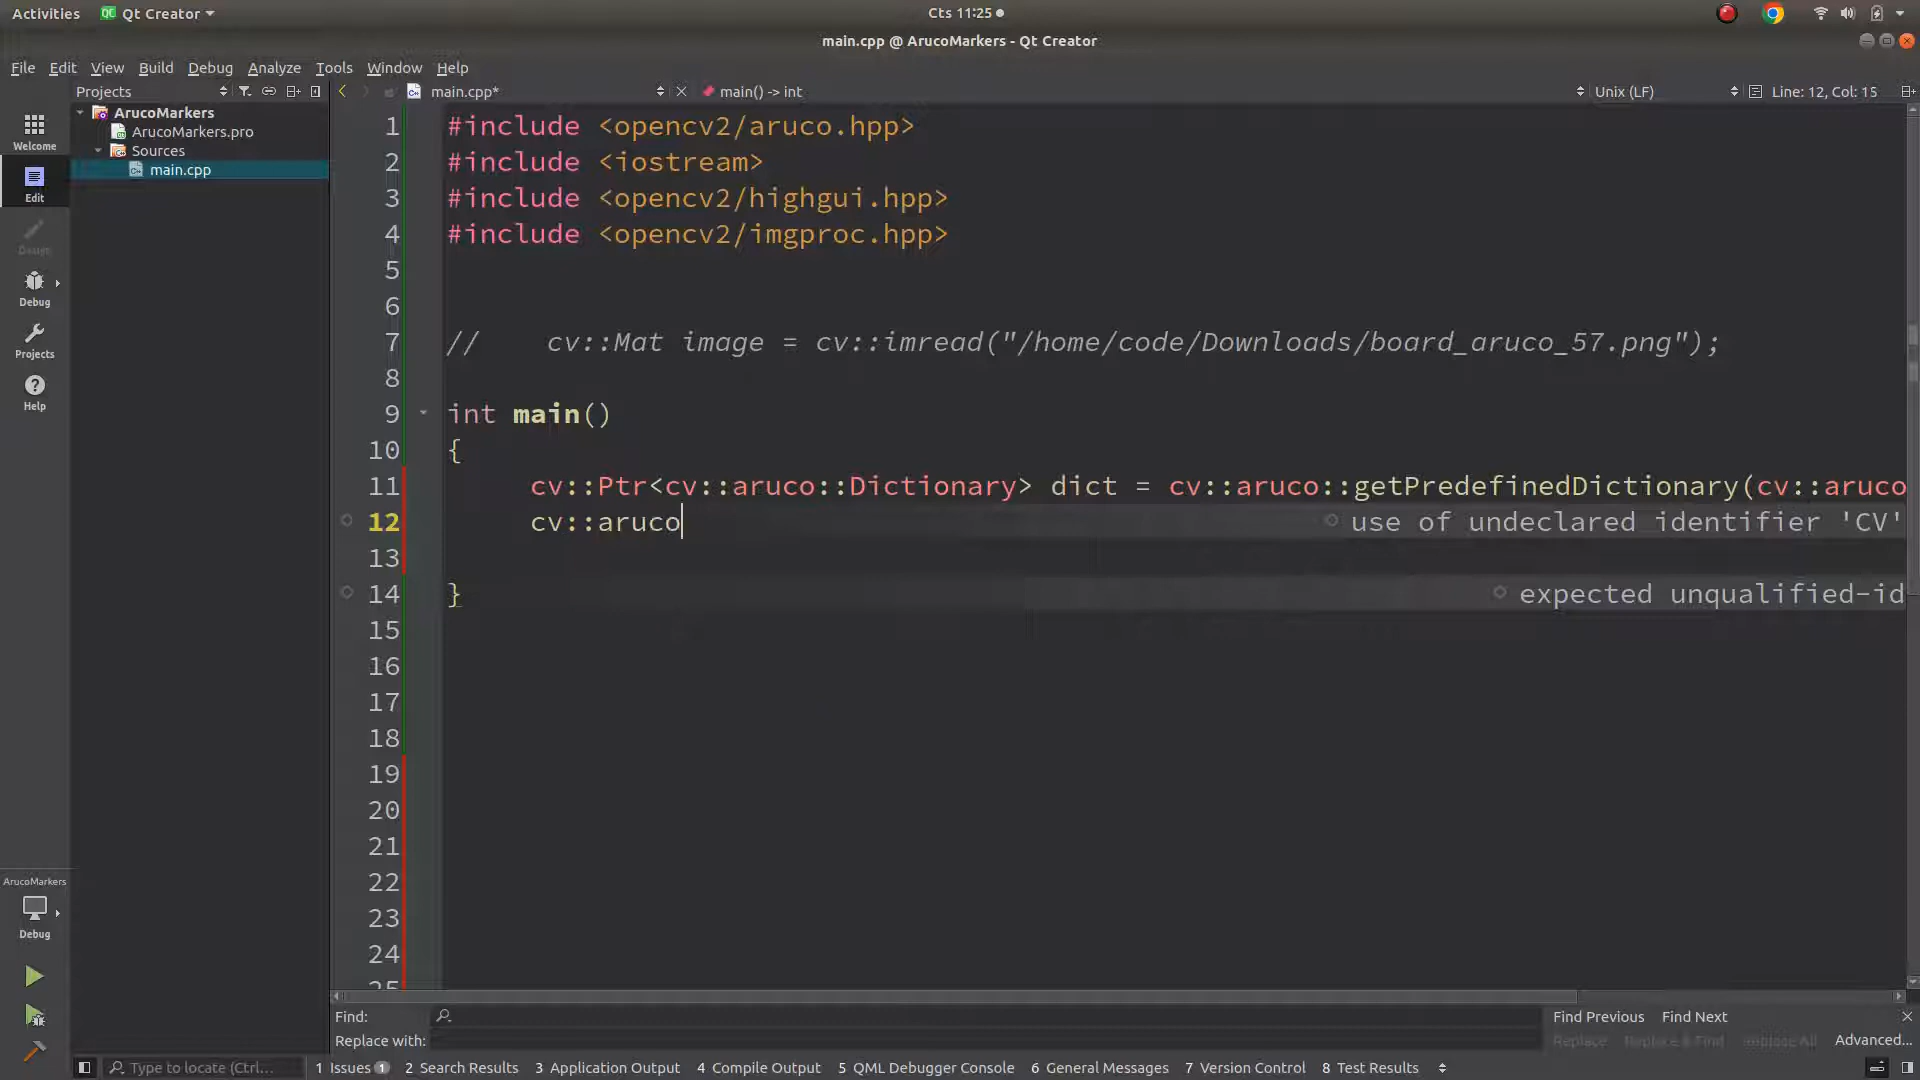 Activities Qt Creator Cts 11:25
main.cpp @ ArucoMarkers - Qt Creator
File Edit View Build Debug Analyze Tools Window Help
Projects main.cpp* main() -> int Unix (LF) Line: 12, Col: 15
ArucoMarkers
ArucoMarkers.pro
Sources
main.cpp
Welcome
Edit
Design
Debug
Projects
Help
ArucoMarkers
Debug
1 #include <opencv2/aruco.hpp>
2 #include <iostream>
3 #include <opencv2/highgui.hpp>
4 #include <opencv2/imgproc.hpp>
5
6
7 // cv::Mat image = cv::imread("/home/code/Downloads/board_aruco_57.png");
8
9 int main()
10 {
11 cv::Ptr<cv::aruco::Dictionary> dict = cv::aruco::getPredefinedDictionary(cv::aruco
12 cv::aruco use of undeclared identifier 'CV'
13
14 } expected unqualified-id
15
16
17
18
19
20
21
22
23
24
25
Find: Find Previous Find Next
Replace with: Replace Replace & Find Replace All Advanced...
Type to locate (Ctrl... 1 Issues 1 2 Search Results 3 Application Output 4 Compile Output 5 QML Debugger Console 6 General Messages 7 Version Control 8 Test Results